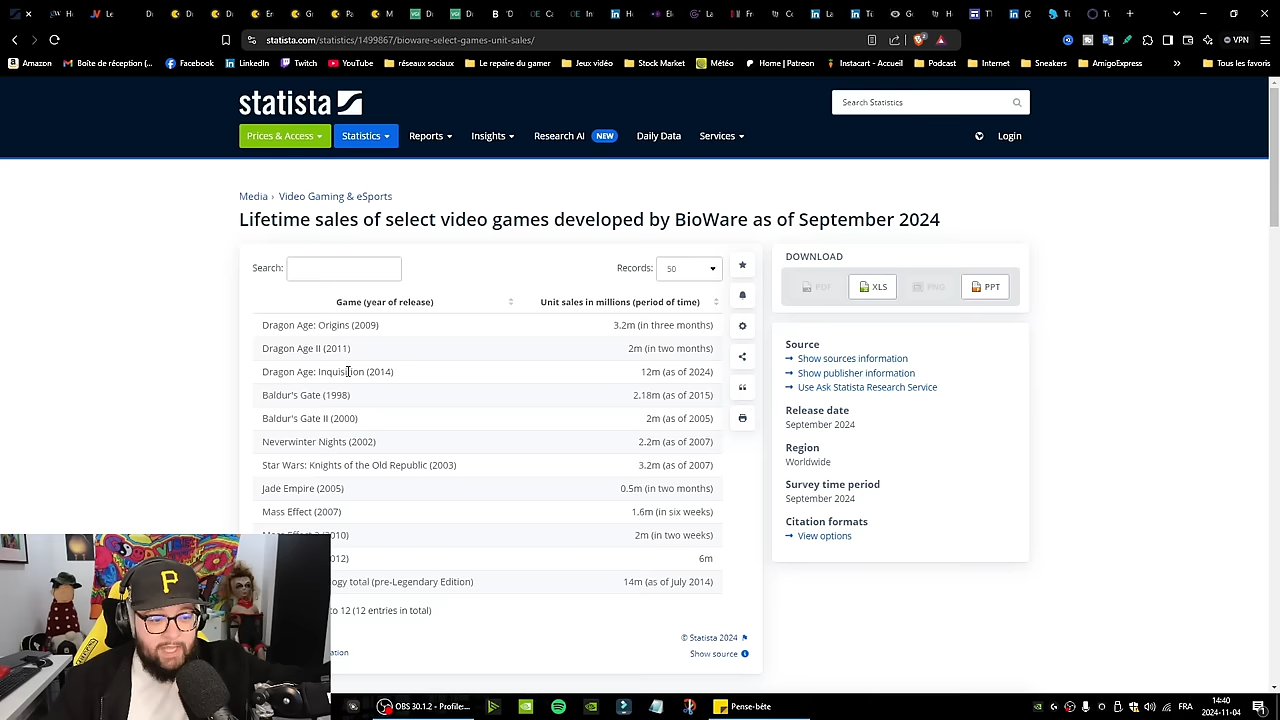 statista.com/statistics/1499867/bioware-select-games-unit-sales/
VPN
Amazon
Boîte de réception (...
Facebook
LinkedIn
Twitch
YouTube
réseaux sociaux
Le repaire du gamer
Jeux vidéo
Stock Market
Météo
Home | Patreon
Instacart - Accueil
Podcast
Internet
Sneakers
AmigoExpress
Tous les favoris
statista
Search Statistics
Prices & Access
Statistics
Reports
Insights
Research AI NEW
Daily Data
Services
Login
Media › Video Gaming & eSports
Lifetime sales of select video games developed by BioWare as of September 2024
Search:
Records: 50
Game (year of release) Unit sales in millions (period of time)
Dragon Age: Origins (2009) 3.2m (in three months)
Dragon Age II (2011) 2m (in two months)
Dragon Age: Inquisition (2014) 12m (as of 2024)
Baldur's Gate (1998) 2.18m (as of 2015)
Baldur's Gate II (2000) 2m (as of 2005)
Neverwinter Nights (2002) 2.2m (as of 2007)
Star Wars: Knights of the Old Republic (2003) 3.2m (as of 2007)
Jade Empire (2005) 0.5m (in two months)
Mass Effect (2007) 1.6m (in six weeks)
2m (in two weeks)
6m
total (pre-Legendary Edition) 14m (as of July 2014)
to 12 (12 entries in total)
© Statista 2024
Show source
DOWNLOAD
PDF
XLS
PNG
PPT
Source
Show sources information
Show publisher information
Use Ask Statista Research Service
Release date
September 2024
Region
Worldwide
Survey time period
September 2024
Citation formats
View options
P
OBS 30.1.2 - Profile:...
Pense-bête
FR
14:40
2024-11-04